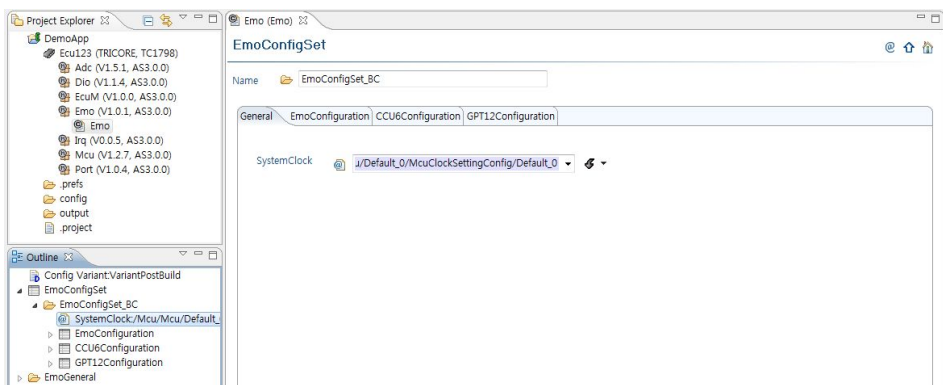 Project Explorer
DemoApp
Ecu123 (TRICORE, TC1798)
Adc (V1.5.1, AS3.0.0)
Dio (V1.1.4, AS3.0.0)
EcuM (V1.0.0, AS3.0.0)
Emo (V1.0.1, AS3.0.0)
Emo
Irq (V0.0.5, AS3.0.0)
Mcu (V1.2.7, AS3.0.0)
Port (V1.0.4, AS3.0.0)
.prefs
config
output
.project
Outline
Config Variant:VariantPostBuild
EmoConfigSet
EmoConfigSet_BC
SystemClock:/Mcu/Mcu/Default_
EmoConfiguration
CCU6Configuration
GPT12Configuration
EmoGeneral
Emo (Emo)
EmoConfigSet
Name EmoConfigSet_BC
General EmoConfiguration CCU6Configuration GPT12Configuration
SystemClock u/Default_0/McuClockSettingConfig/Default_0